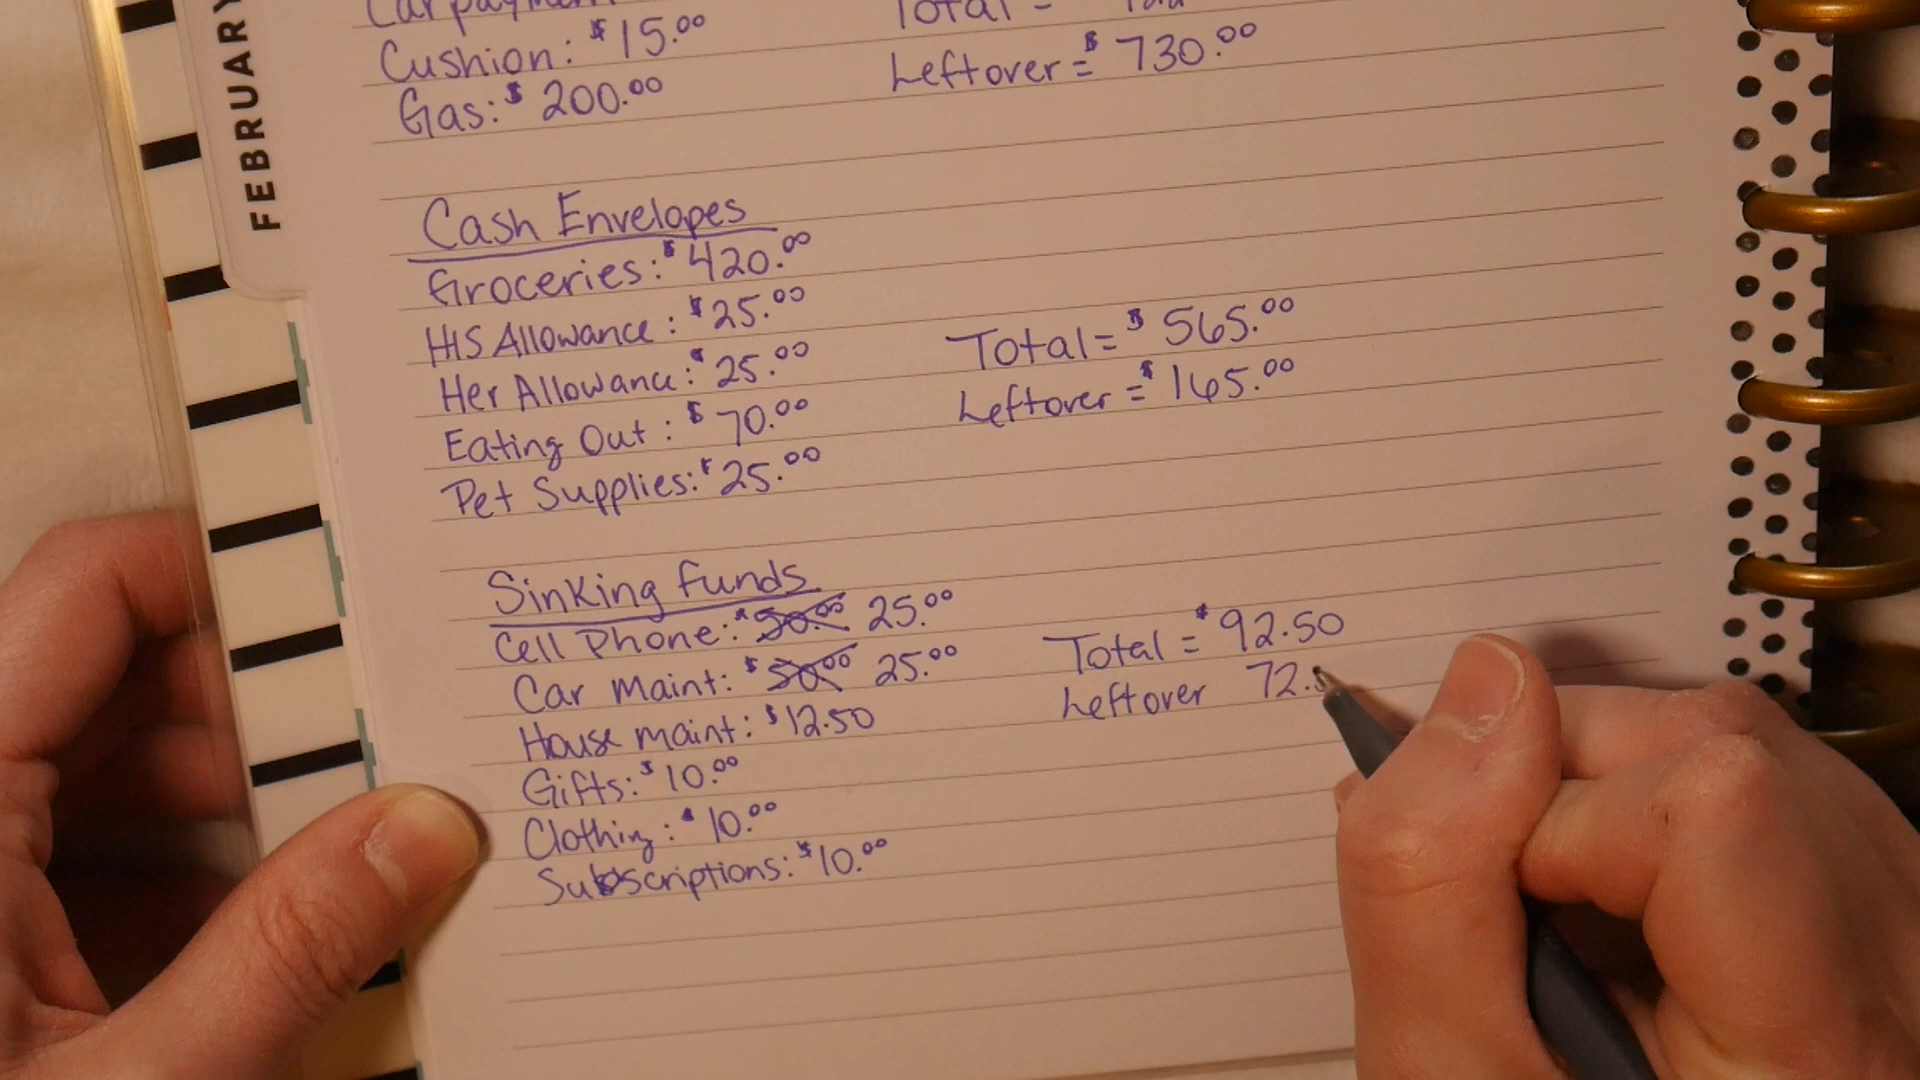 FEBRUARY
Car payment
Total =
Cushion: $15.00
Leftover = $730.00
Gas: $200.00
Cash Envelopes
Groceries: $420.00
His Allowance: $25.00
Her Allowance: $25.00
Eating Out: $70.00
Pet Supplies: $25.00
Total = $565.00
Leftover = $165.00
Sinking Funds
Cell Phone: $50.00 25.00
Car Maint: $50.00 25.00
House maint: $12.50
Gifts: $10.00
Clothing: $10.00
Subscriptions: $10.00
Total = $92.50
Leftover 72.